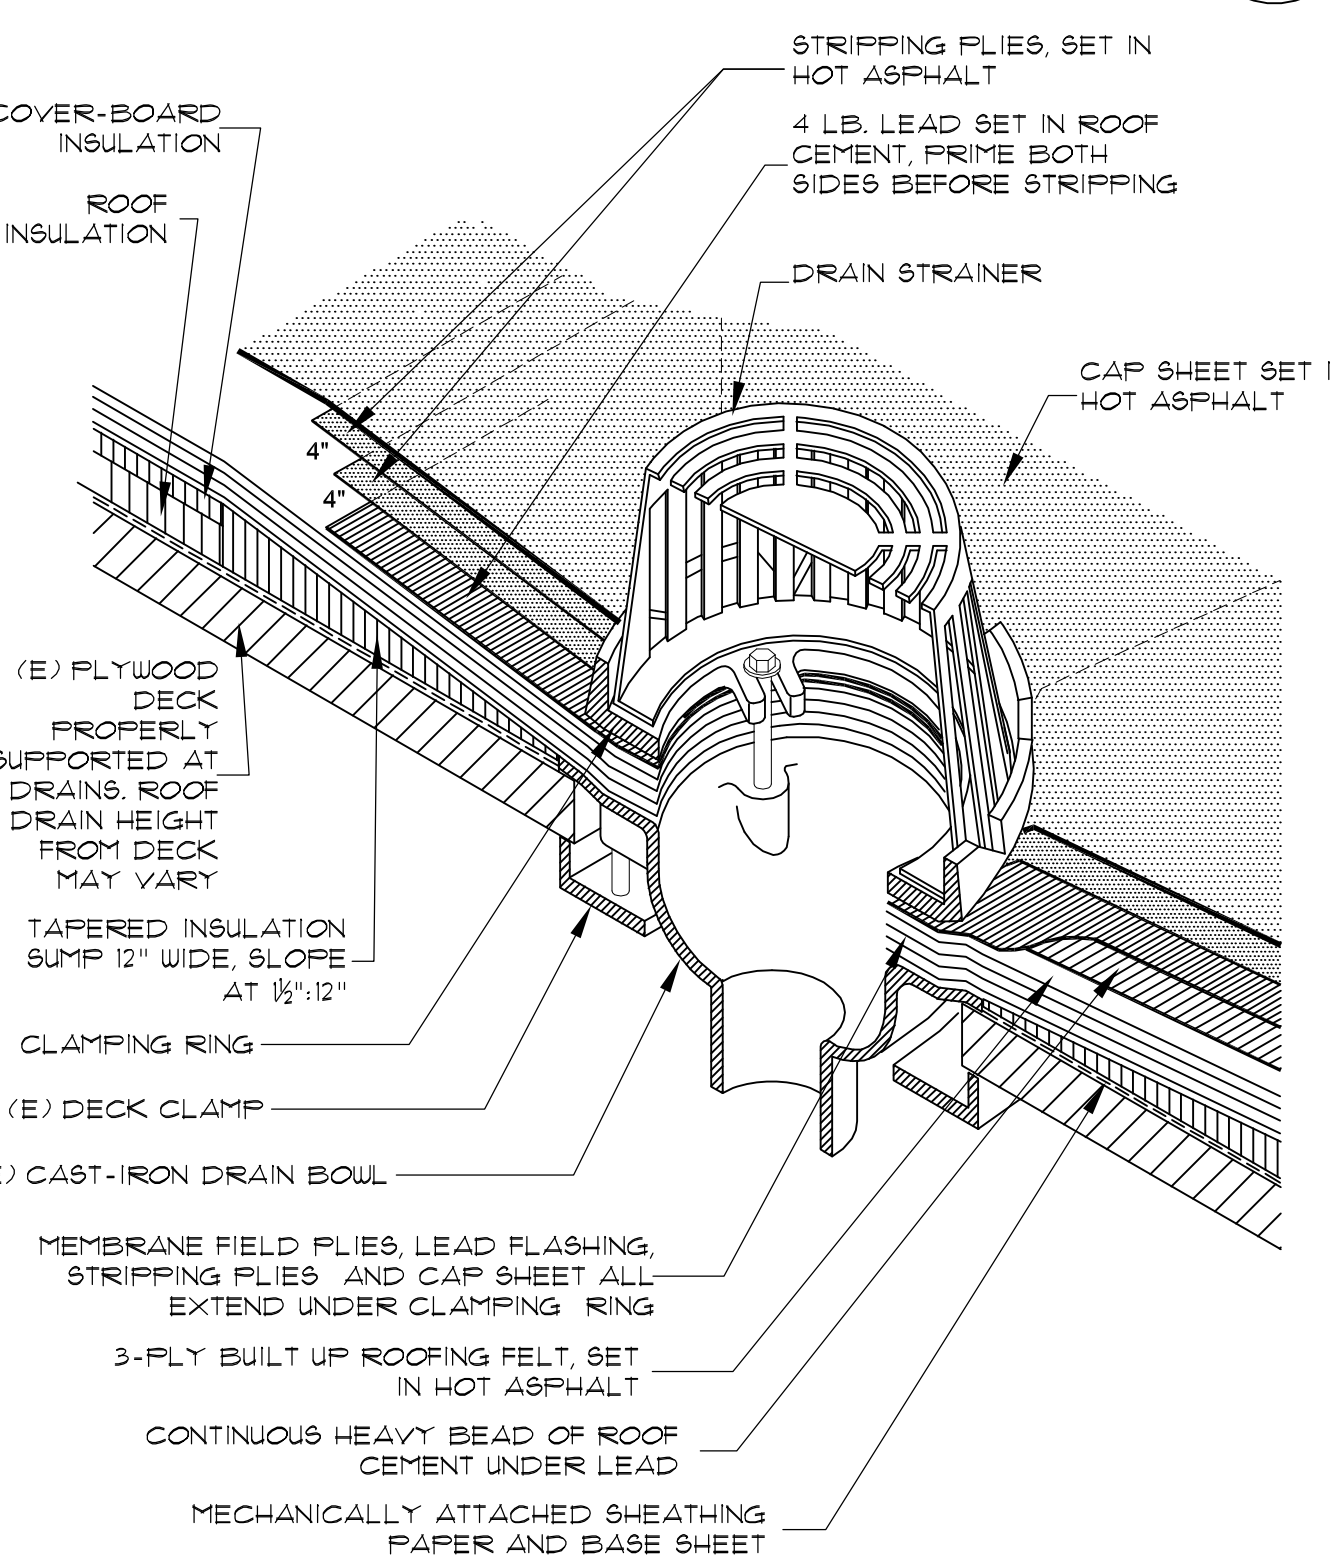 STRIPPING PLIES, SET IN
HOT ASPHALT
COVER-BOARD
INSULATION
4 LB. LEAD SET IN ROOF
CEMENT, PRIME BOTH
SIDES BEFORE STRIPPING
ROOF
INSULATION
DRAIN STRAINER
CAP SHEET SET
HOT ASPHALT
4"
4"
(E) PLYWOOD
DECK
PROPERLY
SUPPORTED AT
DRAINS. ROOF
DRAIN HEIGHT
FROM DECK
MAY VARY
TAPERED INSULATION
SUMP 12" WIDE, SLOPE
AT 1½":12"
CLAMPING RING
(E) DECK CLAMP
) CAST-IRON DRAIN BOWL
MEMBRANE FIELD PLIES, LEAD FLASHING,
STRIPPING PLIES AND CAP SHEET ALL
EXTEND UNDER CLAMPING RING
3-PLY BUILT UP ROOFING FELT, SET
IN HOT ASPHALT
CONTINUOUS HEAVY BEAD OF ROOF
CEMENT UNDER LEAD
MECHANICALLY ATTACHED SHEATHING
PAPER AND BASE SHEET